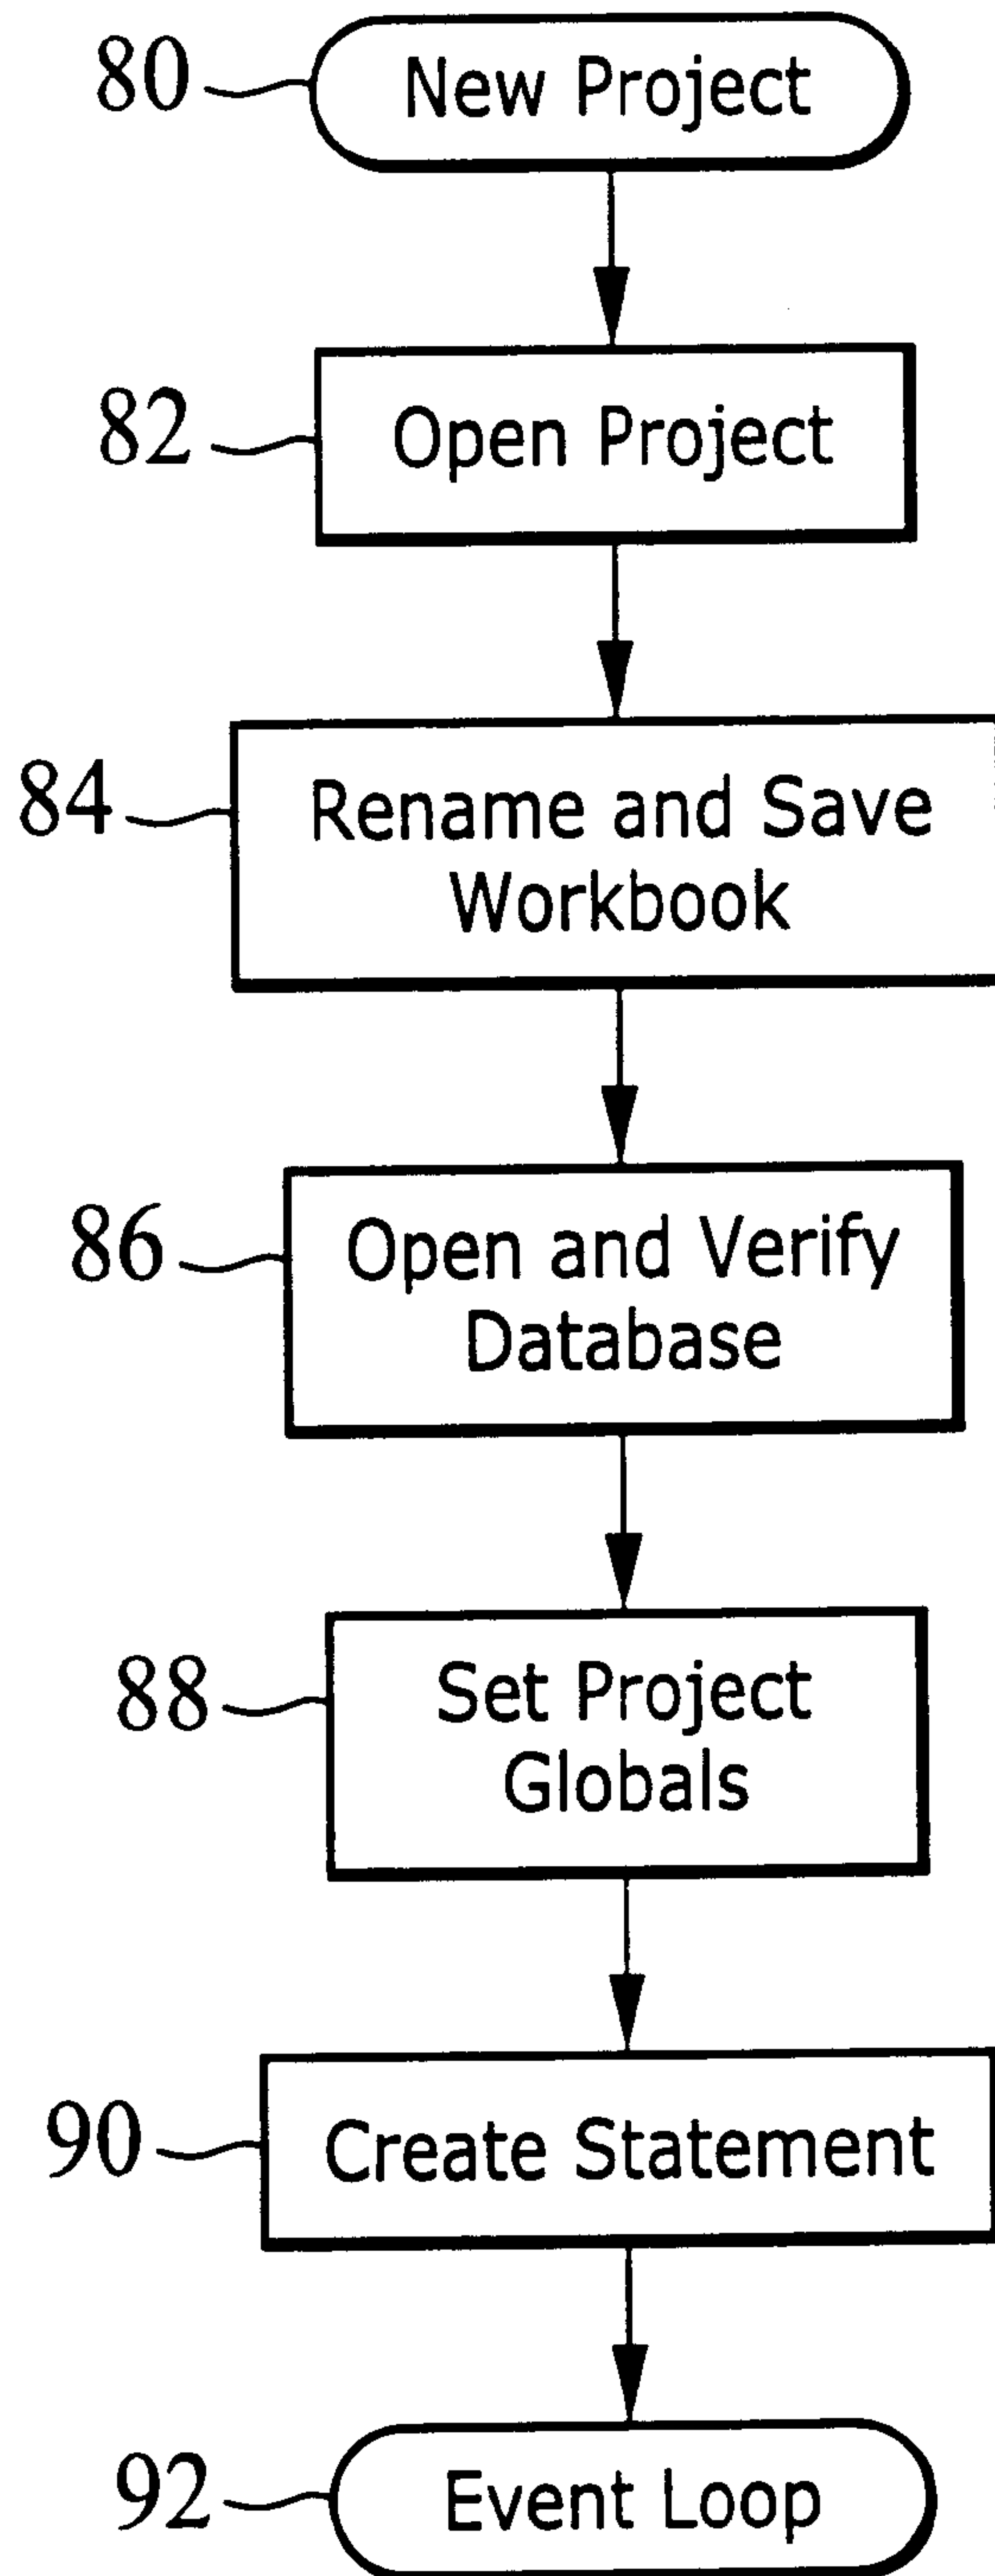 80 New Project
82 Open Project
84 Rename and Save
Workbook
86 Open and Verify
Database
88 Set Project
Globals
90 Create Statement
92 Event Loop